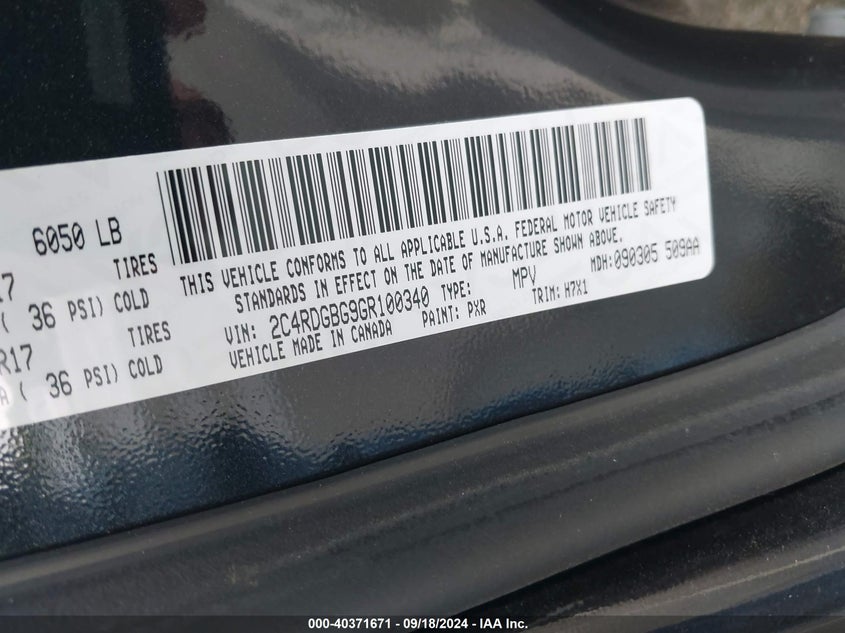 6050 LB
17 TIRES
( 36 PSI) COLD
R17 TIRES
A ( 36 PSI) COLD
THIS VEHICLE CONFORMS TO ALL APPLICABLE U.S.A. FEDERAL MOTOR VEHICLE SAFETY
STANDARDS IN EFFECT ON THE DATE OF MANUFACTURE SHOWN ABOVE.
VIN: 2C4RDGBG9GR100340 TYPE: MPV MDH:090305 509AA
VEHICLE MADE IN CANADA PAINT: PXR TRIM: H7X1
000-40371671 | 09/18/2024 | IAA Inc.